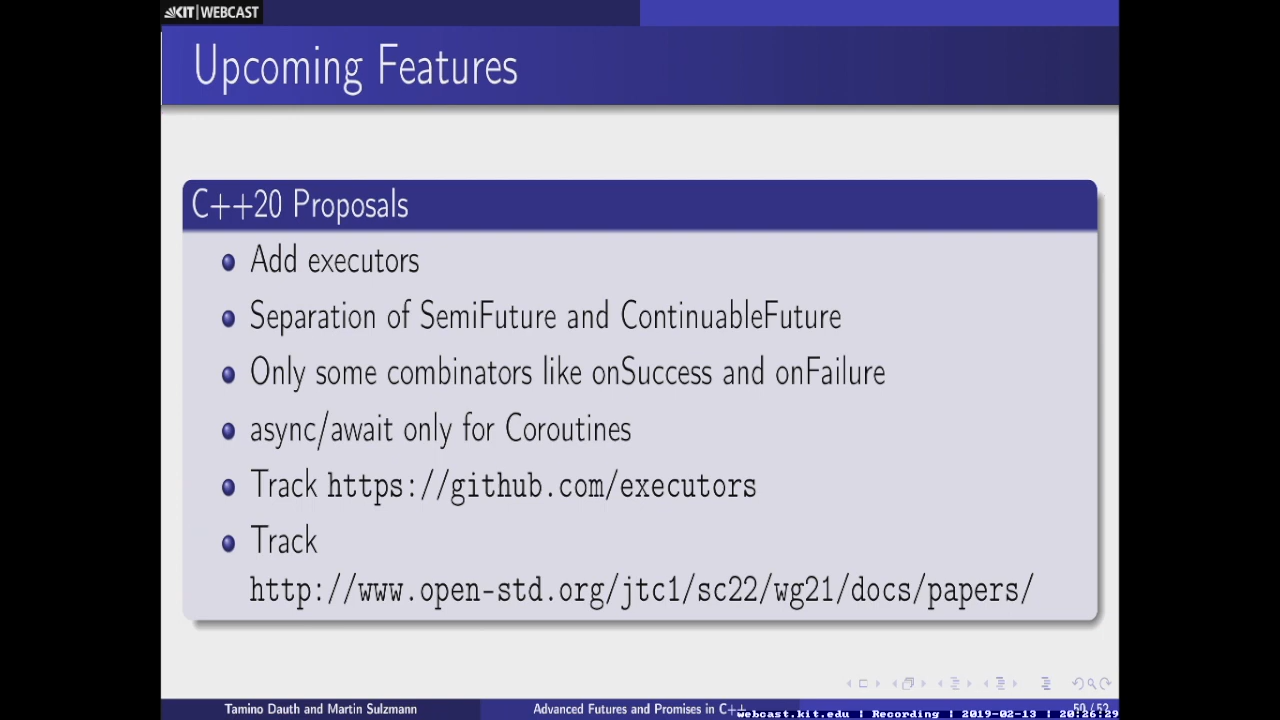 KIT WEBCAST
Upcoming Features
C++20 Proposals
Add executors
Separation of SemiFuture and ContinuableFuture
Only some combinators like onSuccess and onFailure
async/await only for Coroutines
Track https://github.com/executors
Track
http://www.open-std.org/jtc1/sc22/wg21/docs/papers/
Tamino Dauth and Martin Sulzmann Advanced Futures and Promises in C++ 50/52
webcast.kit.edu | Recording | 2019-02-13 | 20:26:29